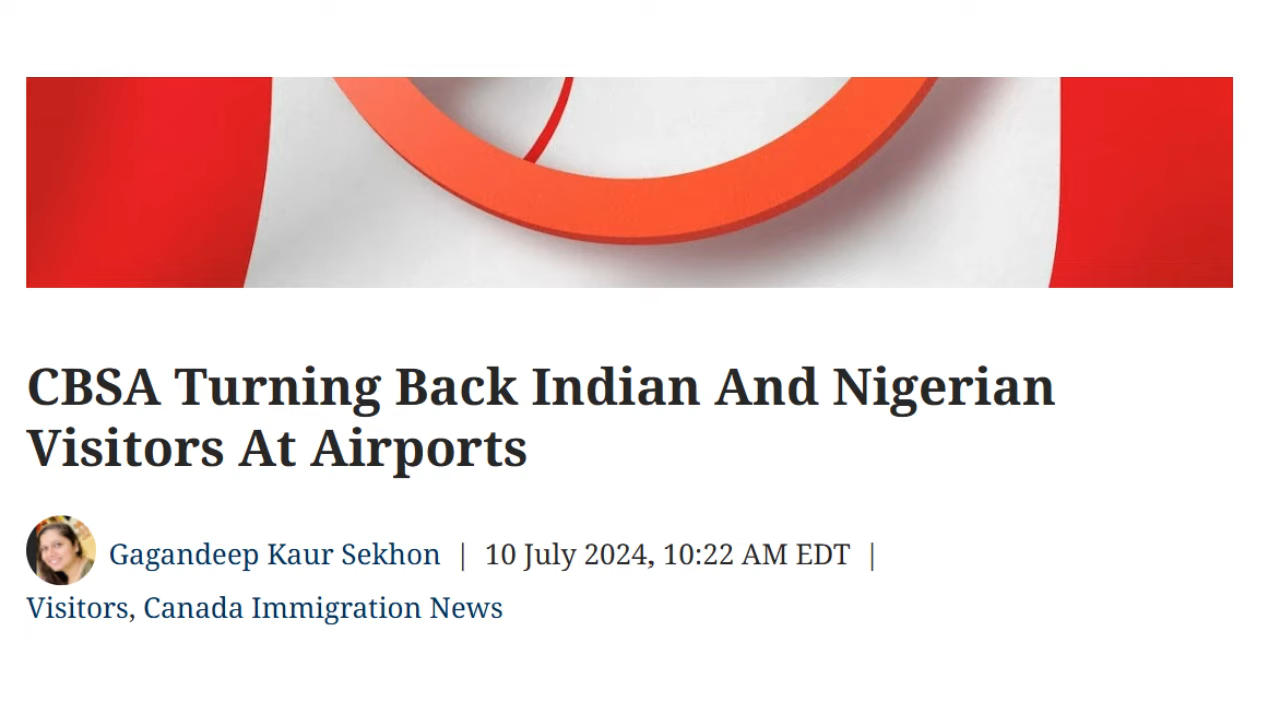 CBSA Turning Back Indian And Nigerian
Visitors At Airports
Gagandeep Kaur Sekhon | 10 July 2024, 10:22 AM EDT |
Visitors, Canada Immigration News